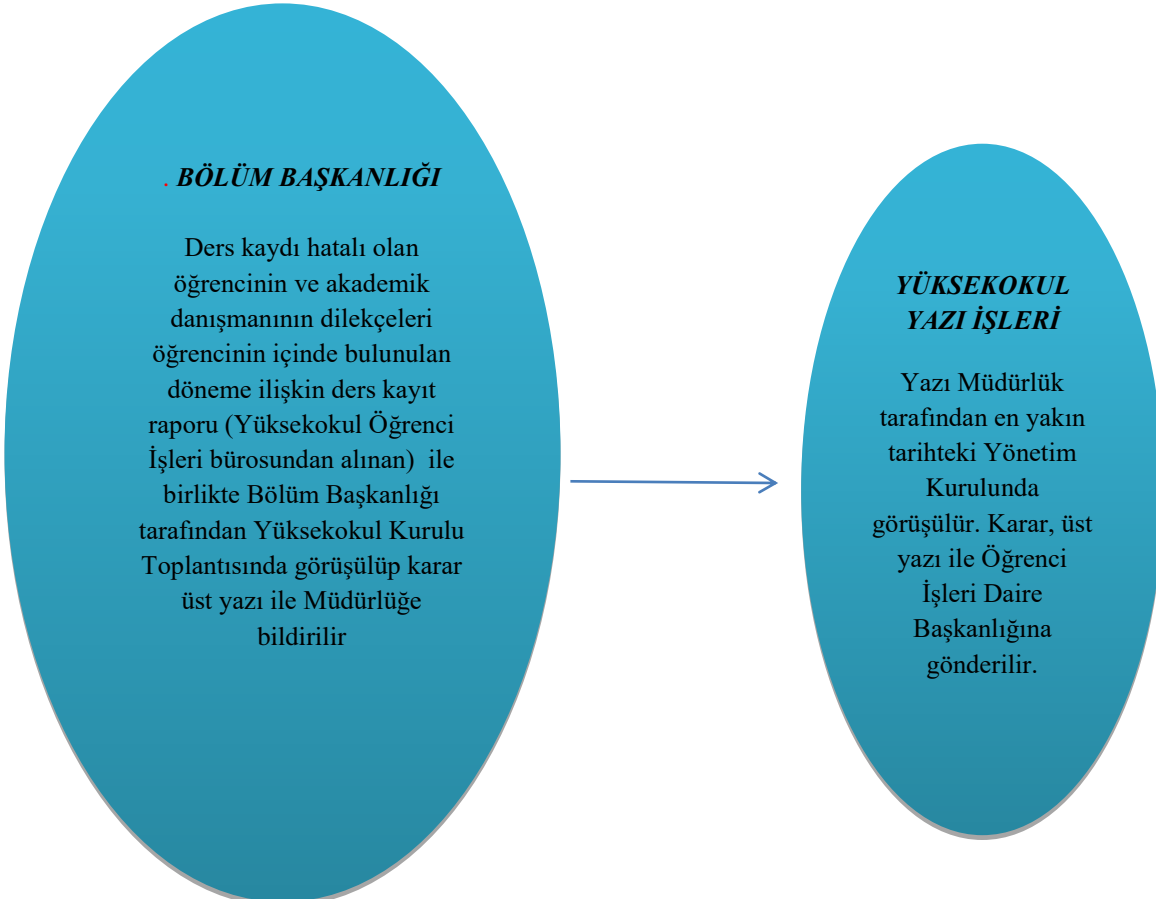 . BÖLÜM BAŞKANLIĞI
Ders kaydı hatalı olan
öğrencinin ve akademik
danışmanının dilekçeleri
öğrencinin içinde bulunulan
döneme ilişkin ders kayıt
raporu (Yüksekokul Öğrenci
İşleri bürosundan alınan)  ile
birlikte Bölüm Başkanlığı
tarafından Yüksekokul Kurulu
Toplantısında görüşülüp karar
üst yazı ile Müdürlüğe
bildirilir
YÜKSEKOKUL
YAZI İŞLERİ
Yazı Müdürlük
tarafından en yakın
tarihteki Yönetim
Kurulunda
görüşülür. Karar, üst
yazı ile Öğrenci
İşleri Daire
Başkanlığına
gönderilir.